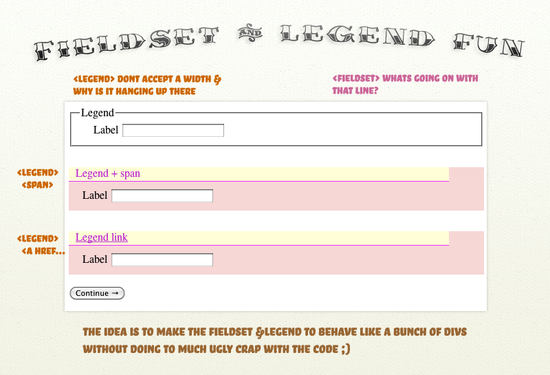 FIELDSET AND LEGEND FUN
<LEGEND> DONT ACCEPT A WIDTH &
WHY IS IT HANGING UP THERE
<FIELDSET> WHATS GOING ON WITH
THAT LINE?
Legend
Label
<LEGEND>
<SPAN>
Legend + span
Label
<LEGEND>
<A HREF...
Legend link
Label
Continue →
THE IDEA IS TO MAKE THE FIELDSET &LEGEND TO BEHAVE LIKE A BUNCH OF DIVS
WITHOUT DOING TO MUCH UGLY CRAP WITH THE CODE ;)